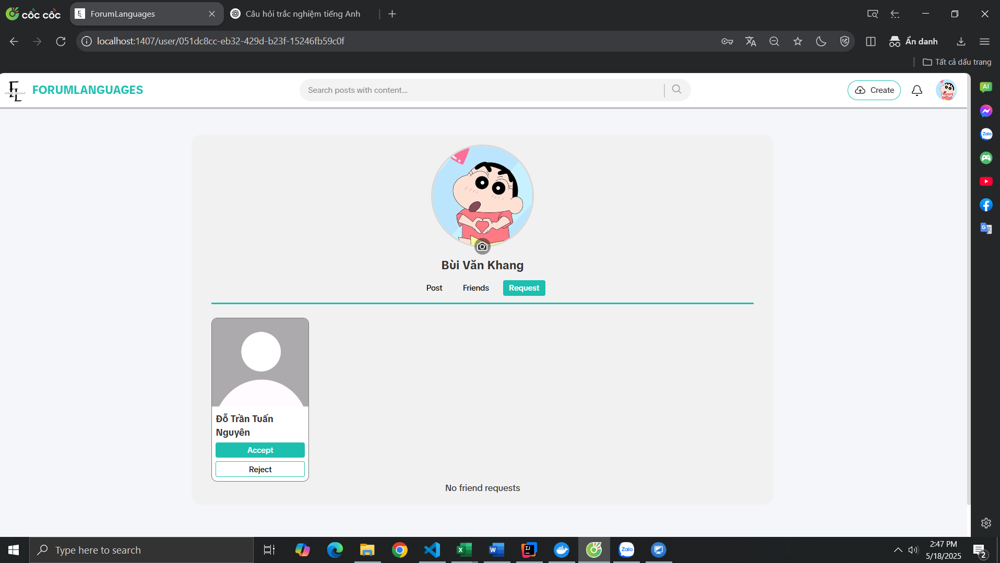 cốc cốc
ForumLanguages
Câu hỏi trắc nghiệm tiếng Anh
localhost:1407/user/051dc8cc-eb32-429d-b23f-15246fb59c0f
Ẩn danh
Tất cả dấu trang
FL
FORUMLANGUAGES
Search posts with content...
Create
AI
Zalo
Bùi Văn Khang
Post
Friends
Request
Đỗ Trần Tuấn
Nguyên
Accept
Reject
No friend requests
Type here to search
Zalo
2:47 PM
5/18/2025
2